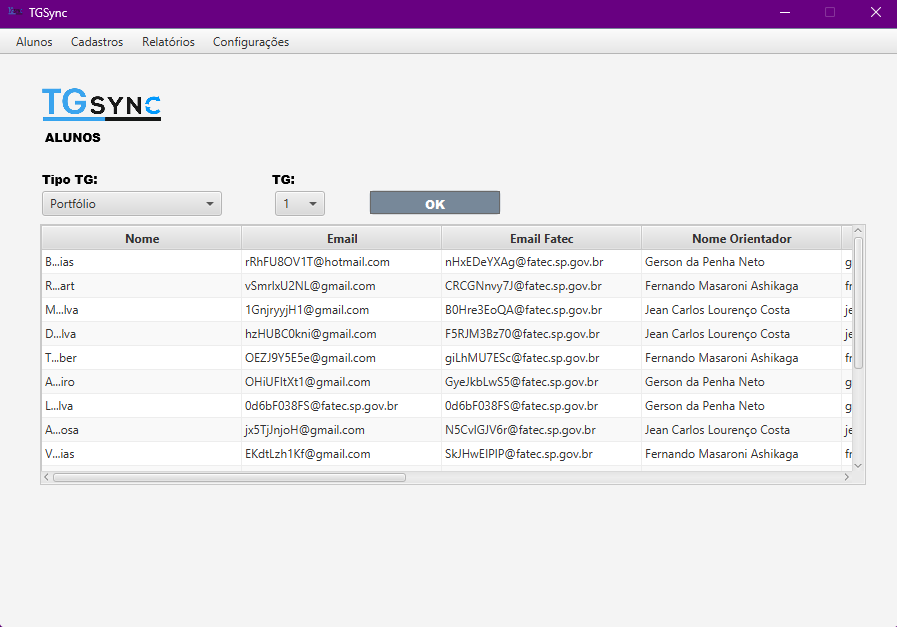 TGSync
Alunos Cadastros Relatórios Configurações
TGSYNC
ALUNOS
Tipo TG: TG:
Portfólio 1 OK
Nome Email Email Fatec Nome Orientador
B...ias rRhFU8OV1T@hotmail.com nHxEDeYXAg@fatec.sp.gov.br Gerson da Penha Neto g
R...art vSmrlxU2NL@gmail.com CRCGNnvy7J@fatec.sp.gov.br Fernando Masaroni Ashikaga fr
M...lva 1GnjryyjH1@gmail.com B0Hre3EoQA@fatec.sp.gov.br Jean Carlos Lourenço Costa je
D...lva hzHUBC0kni@gmail.com F5RJM3Bz70@fatec.sp.gov.br Jean Carlos Lourenço Costa je
T...ber OEZJ9Y5E5e@gmail.com giLhMU7ESc@fatec.sp.gov.br Fernando Masaroni Ashikaga fr
A...iro OHiUFItXt1@gmail.com GyeJkbLwS5@fatec.sp.gov.br Gerson da Penha Neto g
L...lva 0d6bF038FS@fatec.sp.gov.br 0d6bF038FS@fatec.sp.gov.br Gerson da Penha Neto g
A...osa jx5TjJnjoH@gmail.com N5CvlGJV6r@fatec.sp.gov.br Jean Carlos Lourenço Costa je
V...ias EKdtLzh1Kf@gmail.com SkJHwEIPlP@fatec.sp.gov.br Fernando Masaroni Ashikaga fr